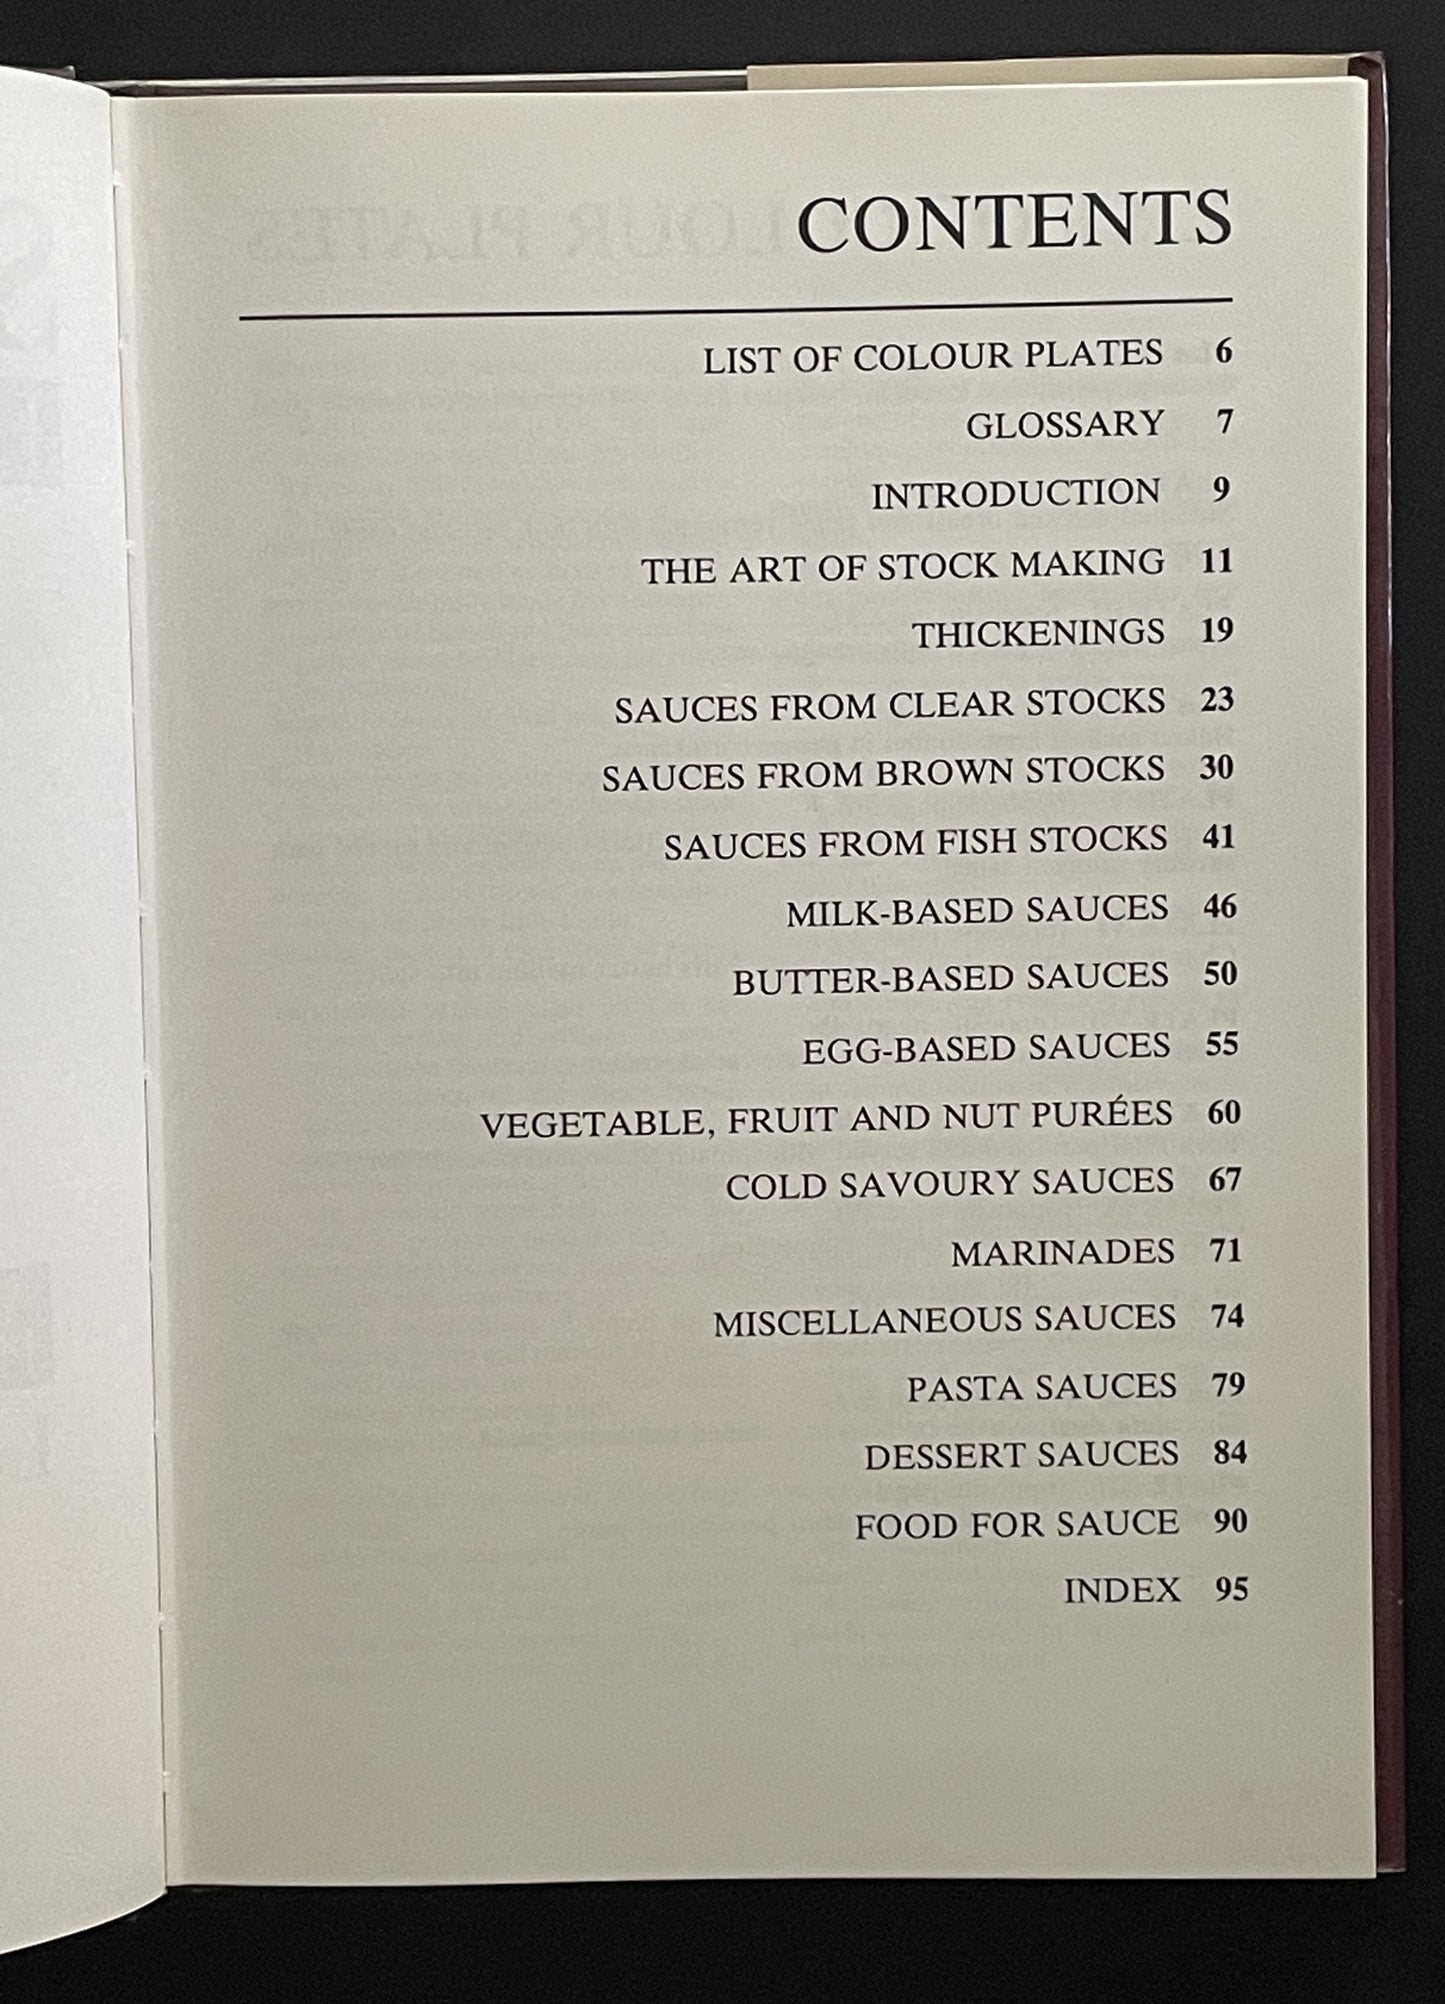 CONTENTS
LIST OF COLOUR PLATES 6
GLOSSARY 7
INTRODUCTION 9
THE ART OF STOCK MAKING 11
THICKENINGS 19
SAUCES FROM CLEAR STOCKS 23
SAUCES FROM BROWN STOCKS 30
SAUCES FROM FISH STOCKS 41
MILK-BASED SAUCES 46
BUTTER-BASED SAUCES 50
EGG-BASED SAUCES 55
VEGETABLE, FRUIT AND NUT PURÉES 60
COLD SAVOURY SAUCES 67
MARINADES 71
MISCELLANEOUS SAUCES 74
PASTA SAUCES 79
DESSERT SAUCES 84
FOOD FOR SAUCE 90
INDEX 95